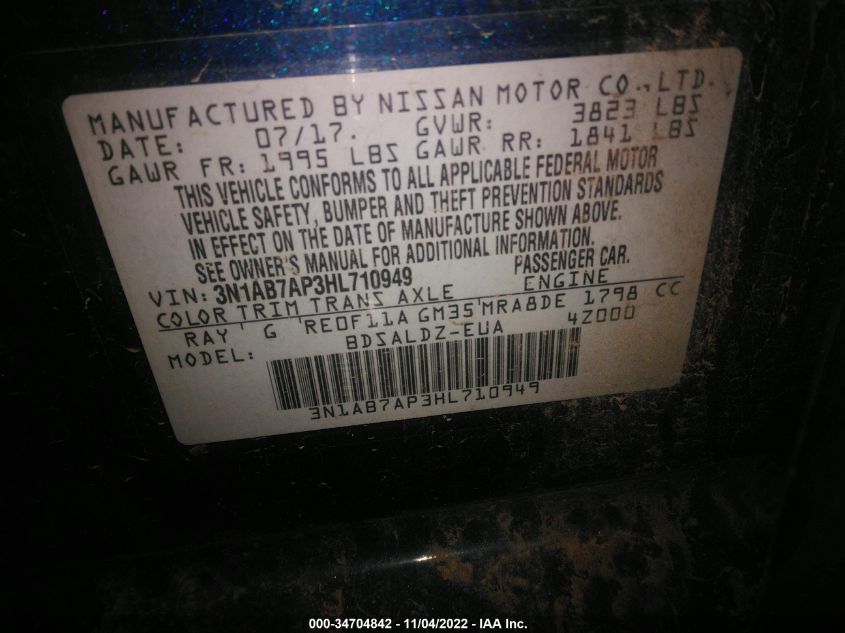 MANUFACTURED BY NISSAN MOTOR CO.,LTD.
DATE: 07/17. GVWR: 3823 LBS
GAWR FR: 1995 LBS GAWR RR: 1841 LBS
THIS VEHICLE CONFORMS TO ALL APPLICABLE FEDERAL MOTOR
VEHICLE SAFETY, BUMPER AND THEFT PREVENTION STANDARDS
IN EFFECT ON THE DATE OF MANUFACTURE SHOWN ABOVE.
SEE OWNER'S MANUAL FOR ADDITIONAL INFORMATION.
PASSENGER CAR.
VIN: 3N1AB7AP3HL710949
COLOR TRIM TRANS AXLE ENGINE
RAY' G 'RE0F11A GM35'MRA8DE 1798 CC
MODEL: BDSALDZ-EUA 4Z000
3N1AB7AP3HL710949
000-34704842 - 11/04/2022 - IAA Inc.